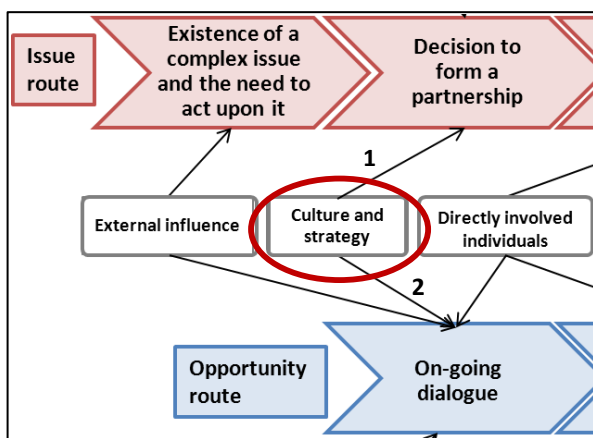 Issue
route
Existence of a
complex issue
and the need to
act upon it
Decision to
form a
partnership
1
External influence
Culture and
strategy
Directly involved
individuals
2
Opportunity
route
On-going
dialogue